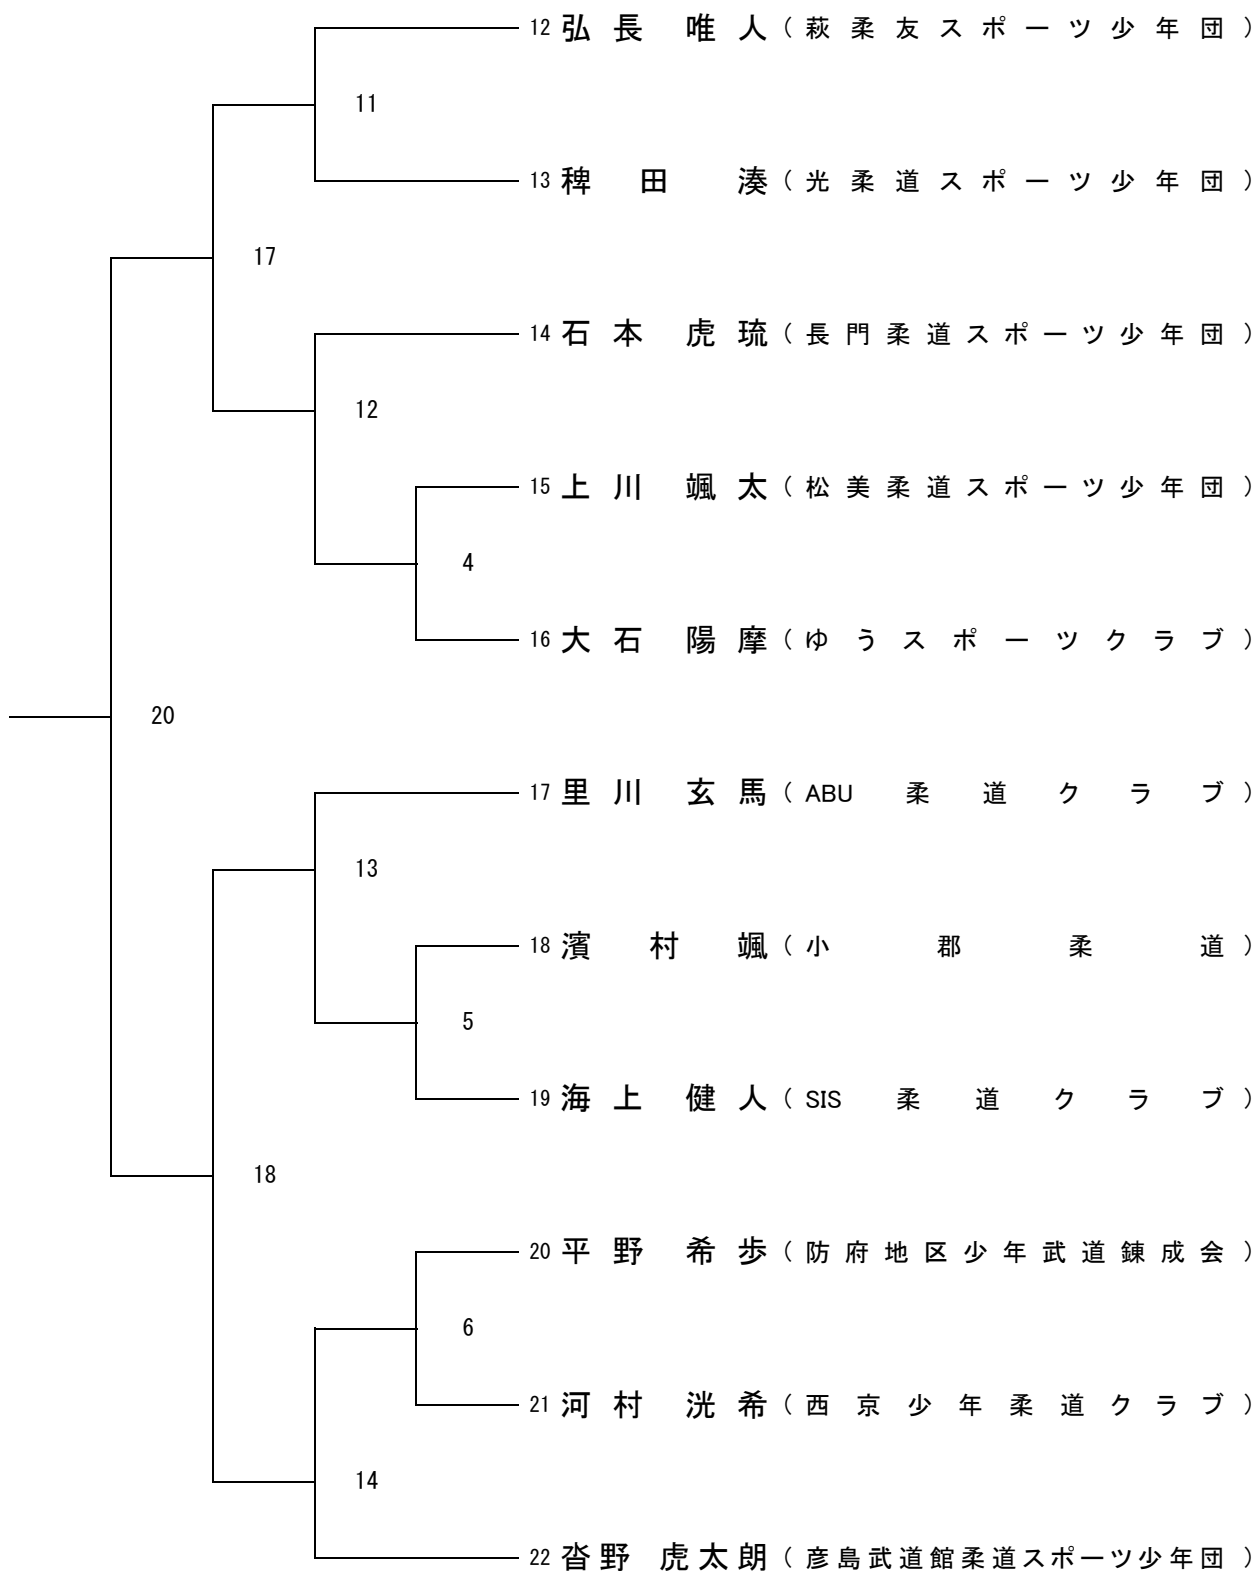 12 弘長 唯人 (萩柔友スポーツ少年団)
11
13 稗田 湊 (光柔道スポーツ少年団)
17
14 石本 虎琉 (長門柔道スポーツ少年団)
12
15 上川 颯太 (松美柔道スポーツ少年団)
4
16 大石 陽摩 (ゆうスポーツクラブ)
20
17 里川 玄馬 (ABU柔道クラブ)
13
18 濱村 颯 (小郡柔道)
5
19 海上 健人 (SIS柔道クラブ)
18
20 平野 希歩 (防府地区少年武道錬成会)
6
21 河村 洸希 (西京少年柔道クラブ)
14
22 沓野 虎太朗 (彦島武道館柔道スポーツ少年団)